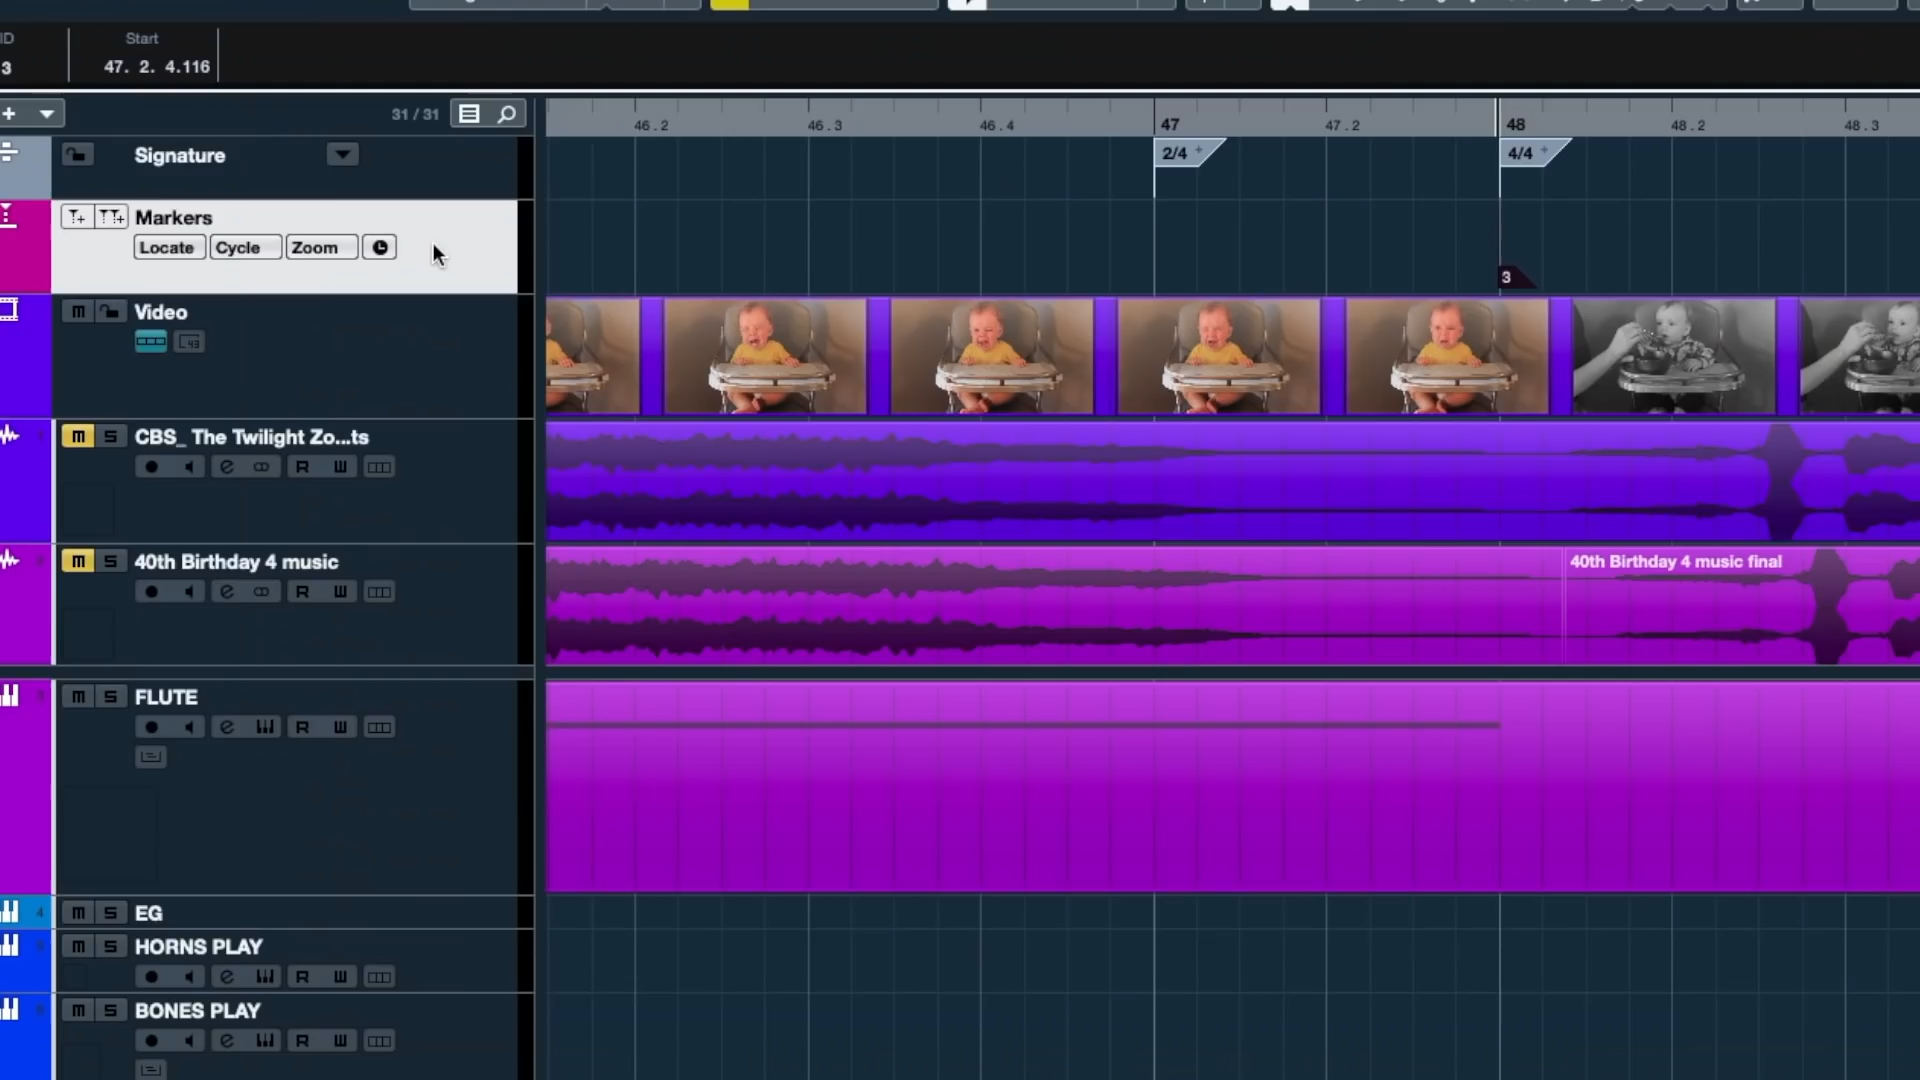 ID Start
3 47. 2. 4.116
31 / 31
46.2 46.3 46.4 47 47.2 48 48.2 48.3
Signature
2/4 4/4
Markers
Locate Cycle Zoom
3
m Video
m S CBS_ The Twilight Zo...ts
R W
m S 40th Birthday 4 music
40th Birthday 4 music final
R W
m S FLUTE
R W
4 m S EG
m S HORNS PLAY
R W
m S BONES PLAY
R W